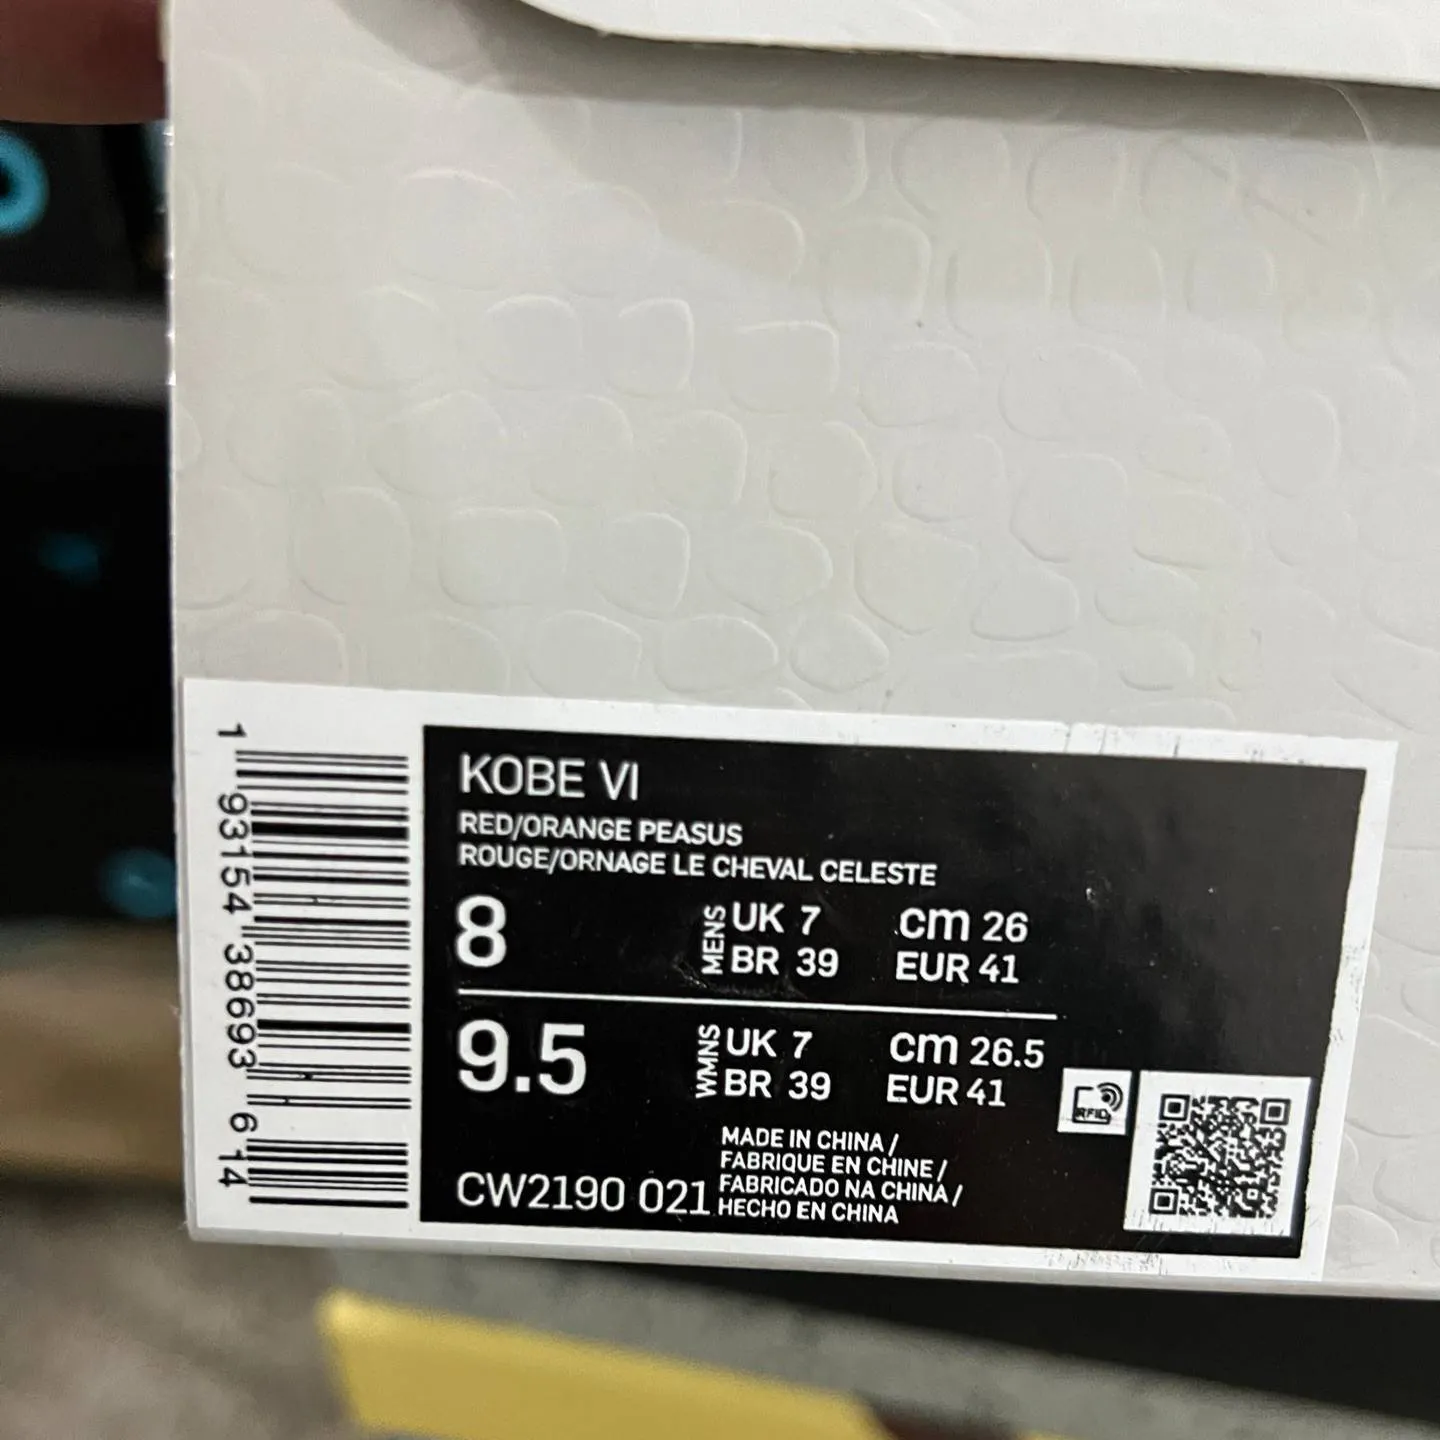 KOBE VI
RED/ORANGE PEASUS
ROUGE/ORNAGE LE CHEVAL CELESTE
8 MENS UK 7 cm 26
BR 39 EUR 41
9.5 WMNS UK 7 cm 26.5
BR 39 EUR 41
RFID
MADE IN CHINA /
FABRIQUE EN CHINE /
FABRICADO NA CHINA /
HECHO EN CHINA
CW2190 021
1 93154 38693 6 14